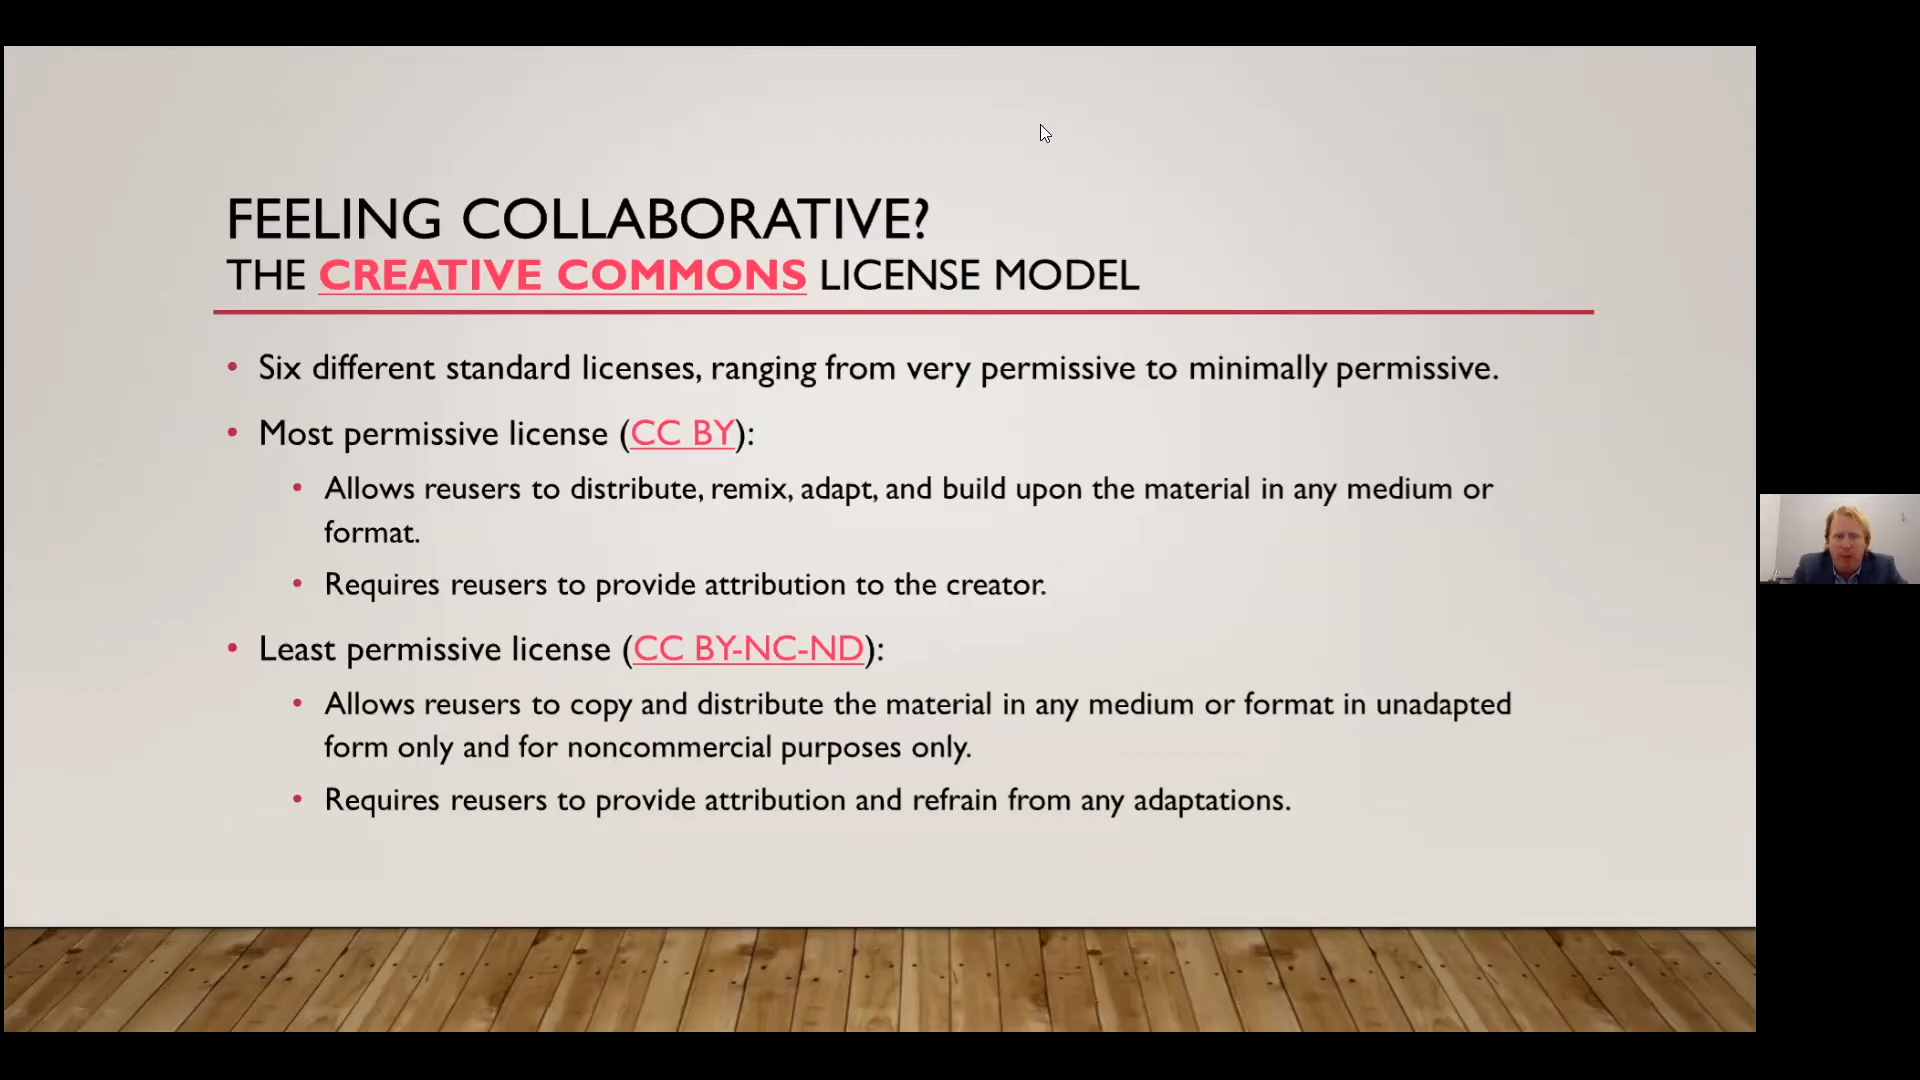 FEELING COLLABORATIVE?
THE CREATIVE COMMONS LICENSE MODEL
• Six different standard licenses, ranging from very permissive to minimally permissive.
• Most permissive license (CC BY):
• Allows reusers to distribute, remix, adapt, and build upon the material in any medium or
format.
• Requires reusers to provide attribution to the creator.
• Least permissive license (CC BY-NC-ND):
• Allows reusers to copy and distribute the material in any medium or format in unadapted
form only and for noncommercial purposes only.
• Requires reusers to provide attribution and refrain from any adaptations.